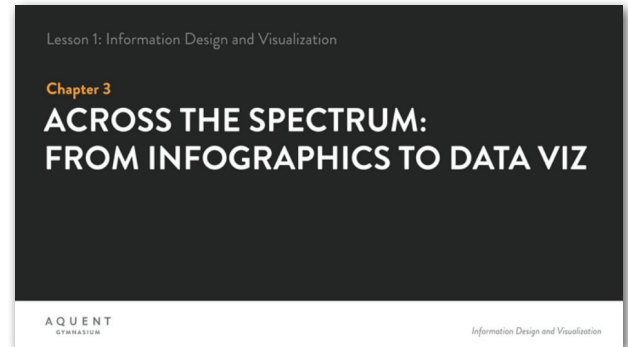 Lesson 1: Information Design and Visualization
Chapter 3
ACROSS THE SPECTRUM:
FROM INFOGRAPHICS TO DATA VIZ
AQUENT
GYMNASIUM
Information Design and Visualization